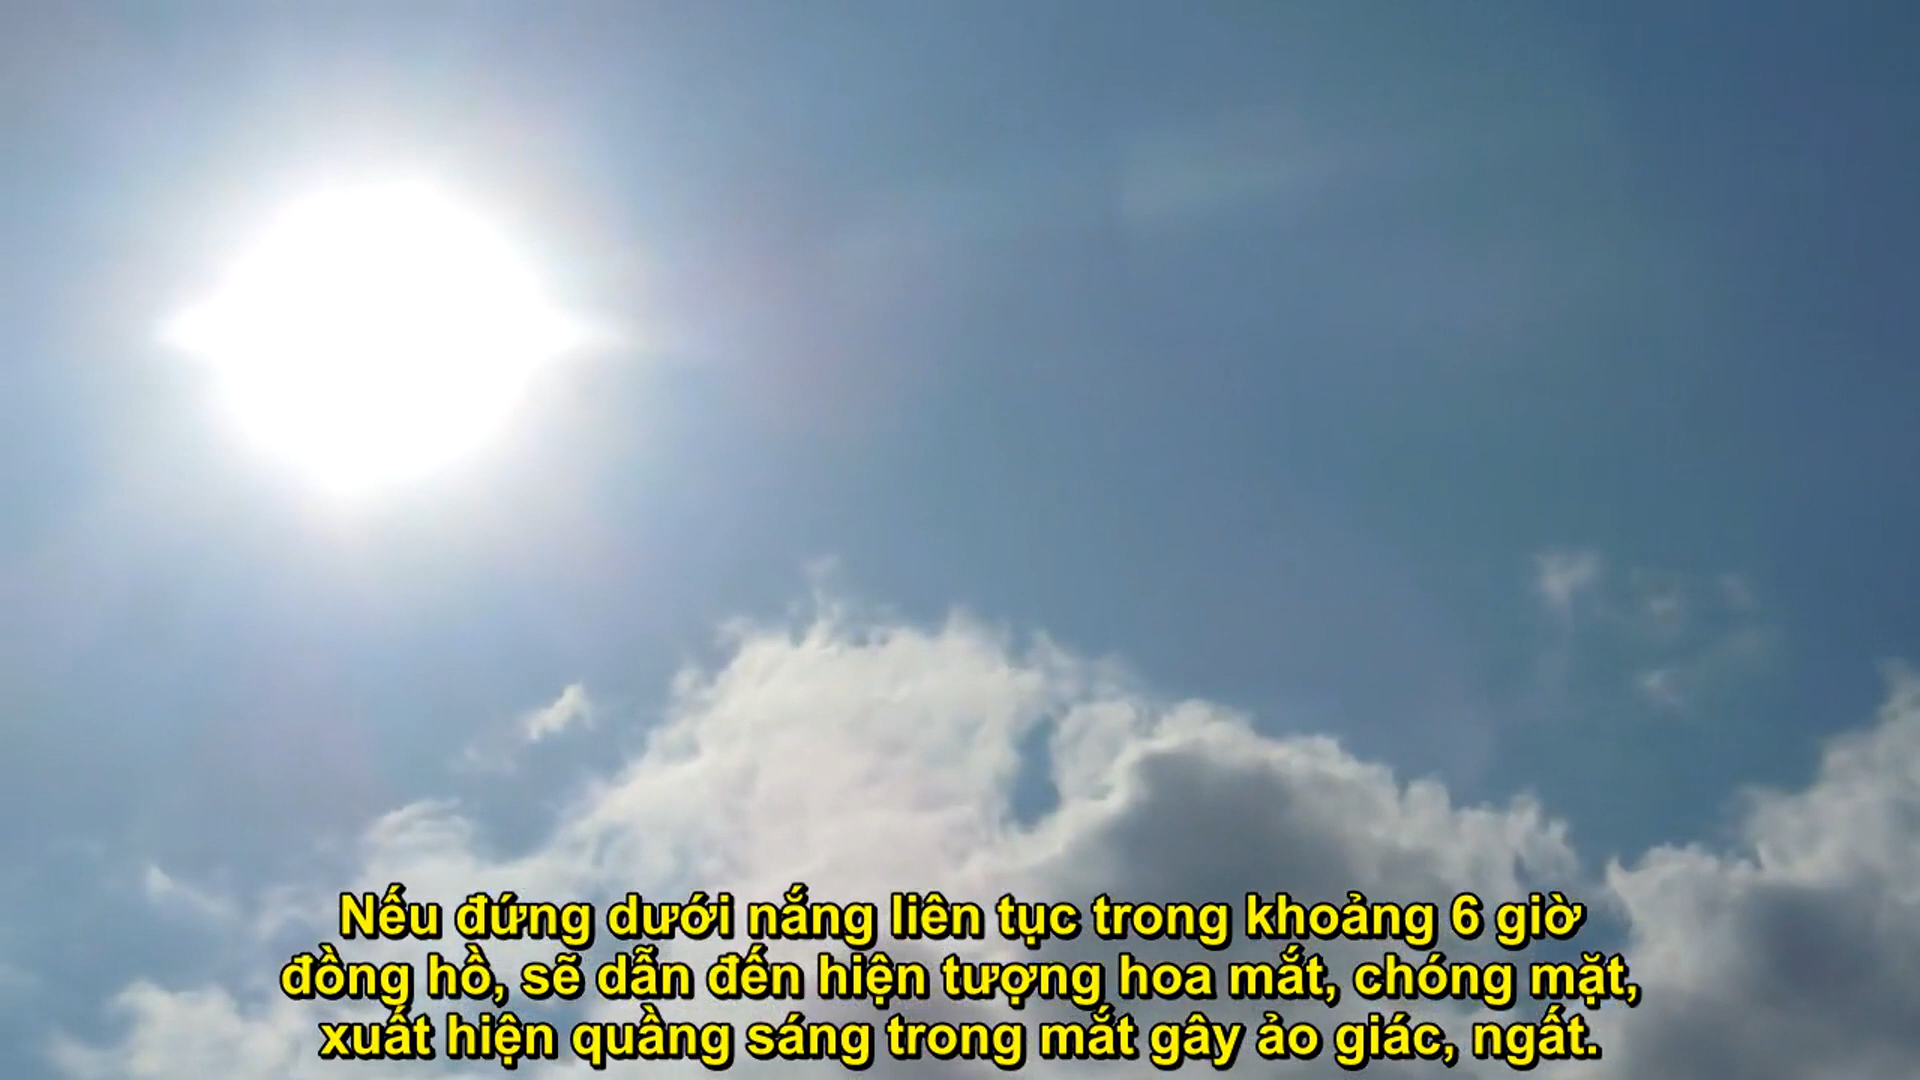 Nếu đứng dưới nắng liên tục trong khoảng 6 giờ
đồng hồ, sẽ dẫn đến hiện tượng hoa mắt, chóng mặt,
xuất hiện quầng sáng trong mắt gây ảo giác, ngất.